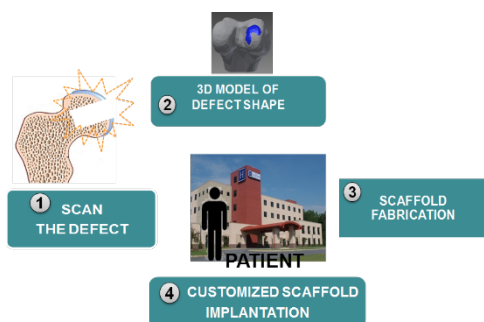 2
3D MODEL OF
DEFECT SHAPE
1
SCAN
THE DEFECT
3
SCAFFOLD
FABRICATION
PATIENT
4
CUSTOMIZED SCAFFOLD
IMPLANTATION